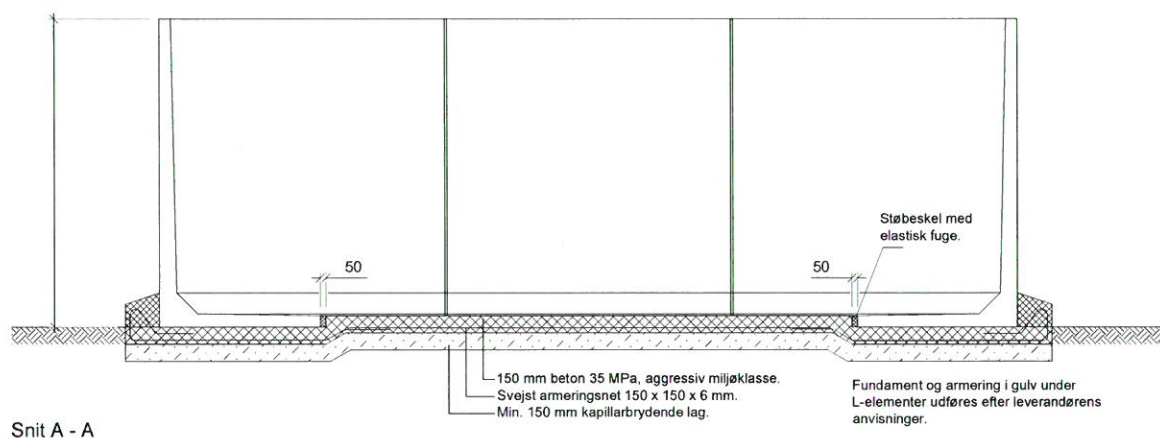 Støbeskel med
elastisk fuge.
50
50
150 mm beton 35 MPa, aggressiv miljøklasse.
Svejst armeringsnet 150 x 150 x 6 mm.
Min. 150 mm kapillarbrydende lag.
Fundament og armering i gulv under
L-elementer udføres efter leverandørens
anvisninger.
Snit A - A